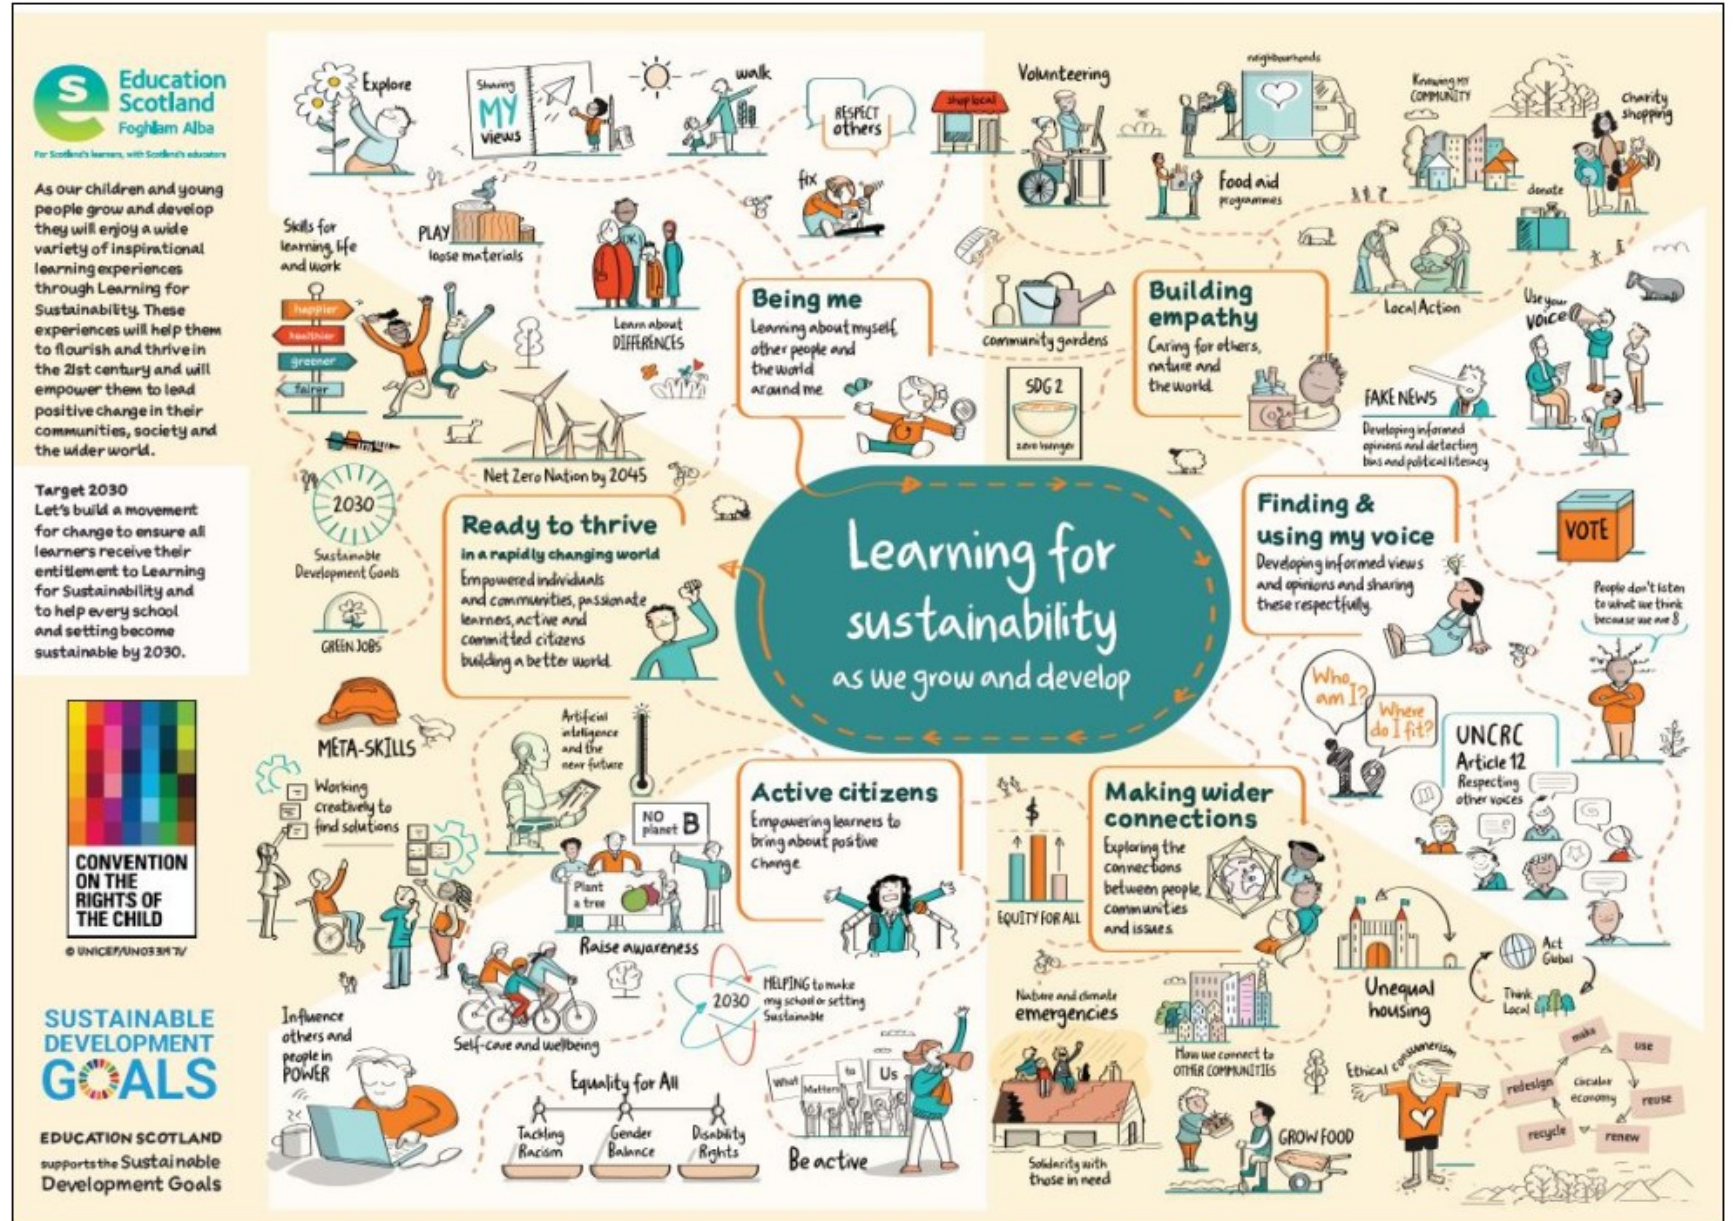 Education
Scotland
Foghlam Alba
For Scotland's learners, with Scotland's educators
As our children and young
people grow and develop
they will enjoy a wide
variety of inspirational
learning experiences
through Learning for
Sustainability. These
experiences will help them
to flourish and thrive in
the 21st century and will
empower them to lead
positive change in their
communities, society and
the wider world.
Target 2030
Let's build a movement
for change to ensure all
learners receive their
entitlement to Learning
for Sustainability and
to help every school
and setting become
sustainable by 2030.
CONVENTION
ON THE
RIGHTS OF
THE CHILD
SUSTAINABLE
DEVELOPMENT
GOALS
EDUCATION SCOTLAND
supports the Sustainable
Development Goals
Learning for
sustainability
as we grow and develop
Explore
Sharing
MY
views
walk
RESPECT
others
fix
PLAY
loose materials
Learn about
DIFFERENCES
Being me
Learning about myself,
other people and
the world
around me
shop local
Volunteering
neighbourhoods
Food aid
programmes
Knowing MY
COMMUNITY
charity
shopping
donate
Local Action
community gardens
SDG 2
zero hunger
Building
empathy
Caring for others,
nature and
the world.
Use your
voice
FAKE NEWS
Developing informed
opinions and detecting
bias and political literacy
Finding &
using my voice
Developing informed views
and opinions and sharing
these respectfully.
VOTE
People don't listen
to what we think
because we are 8
Who
am I?
Where
do I fit?
UNCRC
Article 12
Respecting
other voices
Making wider
connections
Exploring the
connections
between people,
communities
and issues.
$
EQUITY FOR ALL
Unequal
housing
Act
Global
Think
Local
Nature and climate
emergencies
Solidarity with
those in need
How we connect to
OTHER COMMUNITIES
GROW FOOD
Ethical consumerism
make
use
reuse
renew
recycle
redesign
circular
economy
Active citizens
Empowering learners to
bring about positive
change
NO
planet B
Plant
a tree
Raise awareness
Self-care and wellbeing
2030
HELPING to make
my school or setting
Sustainable
Equality for All
Tackling
Racism
Gender
Balance
Disability
Rights
What
Matters
to
Us
Be active
Influence
others and
people in
POWER
Ready to thrive
in a rapidly changing world
Empowered individuals
and communities, passionate
learners, active and
committed citizens
building a better world.
Skills for
learning, life
and work
happier
healthier
greener
fairer
Net Zero Nation by 2045
2030
Sustainable
Development Goals
GREEN JOBS
META-SKILLS
Working
creatively to
find solutions
Artificial
intelligence
and the
near future